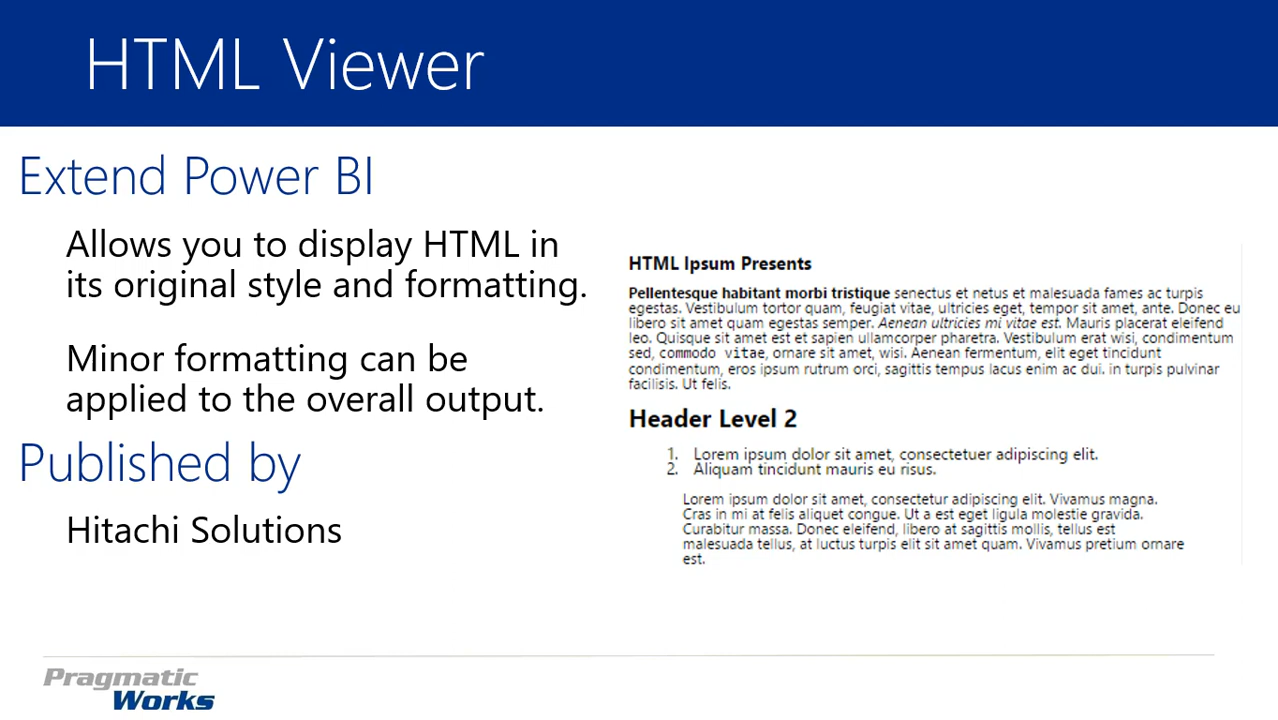 HTML Viewer
Extend Power BI
Allows you to display HTML in
its original style and formatting.
Minor formatting can be
applied to the overall output.
Published by
Hitachi Solutions
HTML Ipsum Presents
Pellentesque habitant morbi tristique senectus et netus et malesuada fames ac turpis
egestas. Vestibulum tortor quam, feugiat vitae, ultricies eget, tempor sit amet, ante. Donec eu
libero sit amet quam egestas semper. Aenean ultricies mi vitae est. Mauris placerat eleifend
leo. Quisque sit amet est et sapien ullamcorper pharetra. Vestibulum erat wisi, condimentum
sed, commodo vitae, ornare sit amet, wisi. Aenean fermentum, elit eget tincidunt
condimentum, eros ipsum rutrum orci, sagittis tempus lacus enim ac dui. in turpis pulvinar
facilisis. Ut felis.
Header Level 2
1. Lorem ipsum dolor sit amet, consectetuer adipiscing elit.
2. Aliquam tincidunt mauris eu risus.
Lorem ipsum dolor sit amet, consectetur adipiscing elit. Vivamus magna.
Cras in mi at felis aliquet congue. Ut a est eget ligula molestie gravida.
Curabitur massa. Donec eleifend, libero at sagittis mollis, tellus est
malesuada tellus, at luctus turpis elit sit amet quam. Vivamus pretium ornare
est.
Pragmatic
Works